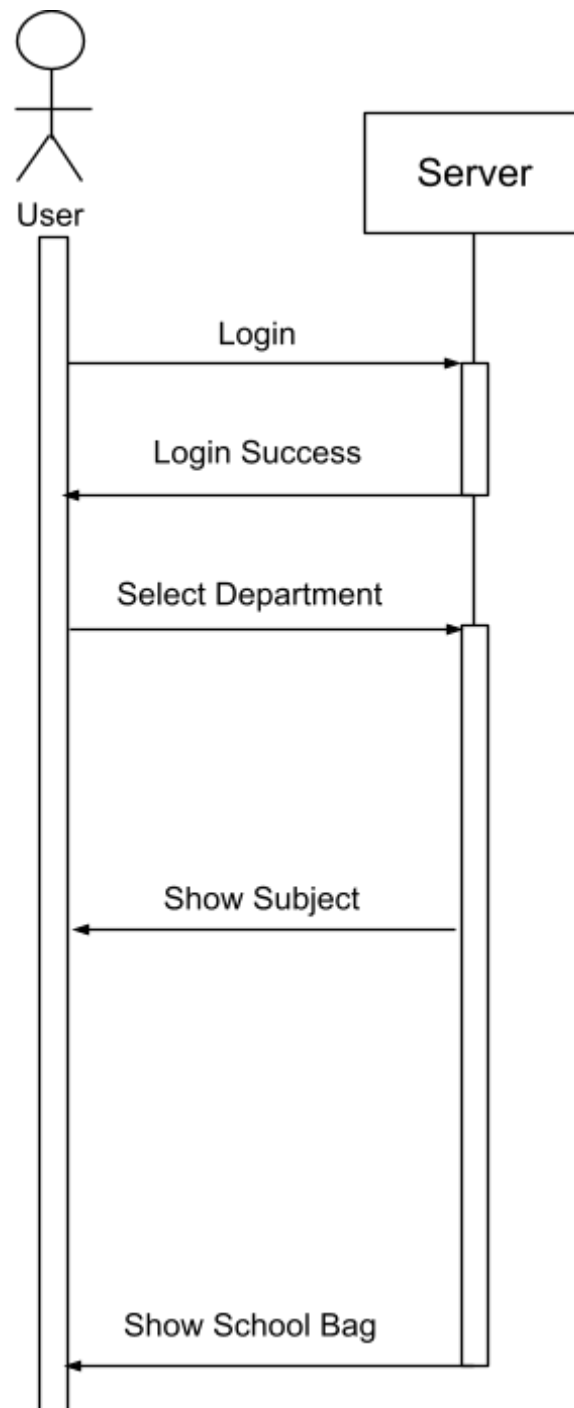 Server
User
Login
Login Success
Select Department
Show Subject
Show School Bag